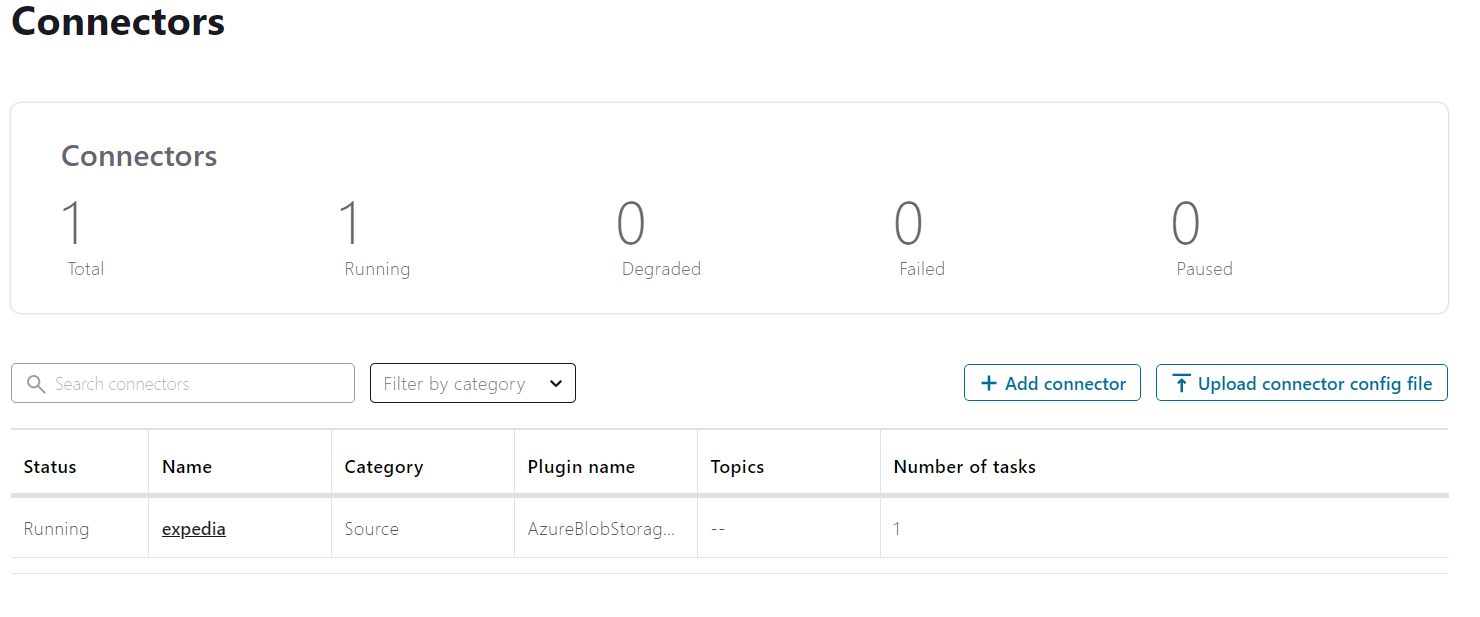 Connectors
Connectors
1 1 0 0 0
Total Running Degraded Failed Paused
Search connectors Filter by category + Add connector Upload connector config file
Status Name Category Plugin name Topics Number of tasks
Running expedia Source AzureBlobStorag... -- 1